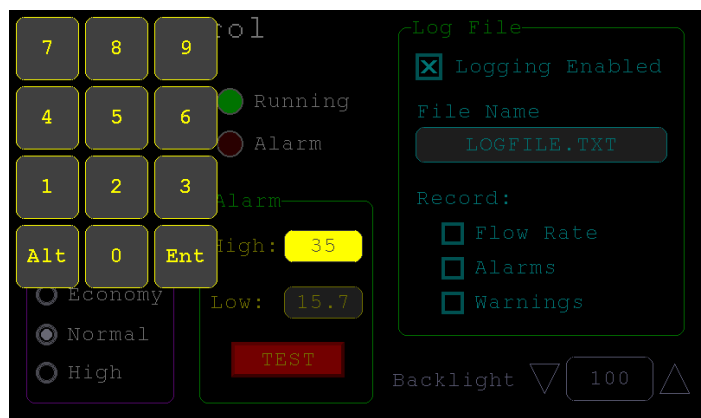 7 8 9
4 5 6
1 2 3
Alt 0 Ent
rol
Running
Alarm
Alarm
High: 35
Low: 15.7
TEST
Economy
Normal
High
Log File
Logging Enabled
File Name
LOGFILE.TXT
Record:
Flow Rate
Alarms
Warnings
Backlight 100